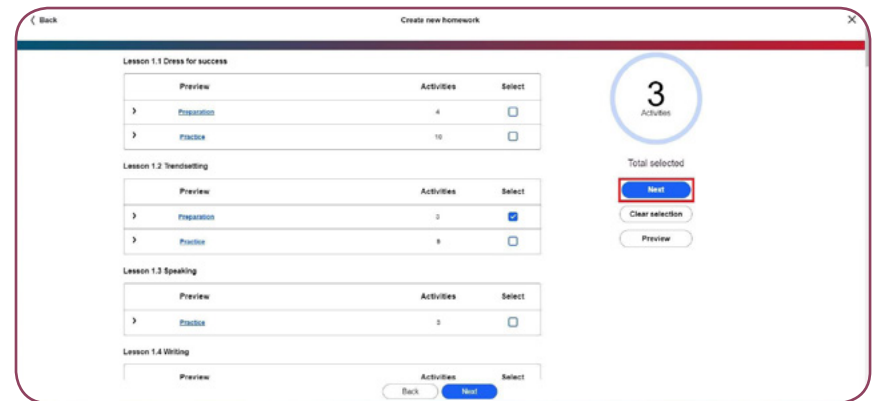 Back Create new homework
Lesson 1.1 Dress for success
Preview Activities Select
Preparation 4
Practice 10
3
Activities
Total selected
Next
Clear selection
Preview
Lesson 1.2 Trendsetting
Preview Activities Select
Preparation 3
Practice
Lesson 1.3 Speaking
Preview Activities Select
Practice 3
Lesson 1.4 Writing
Preview Activities Select
Back Next